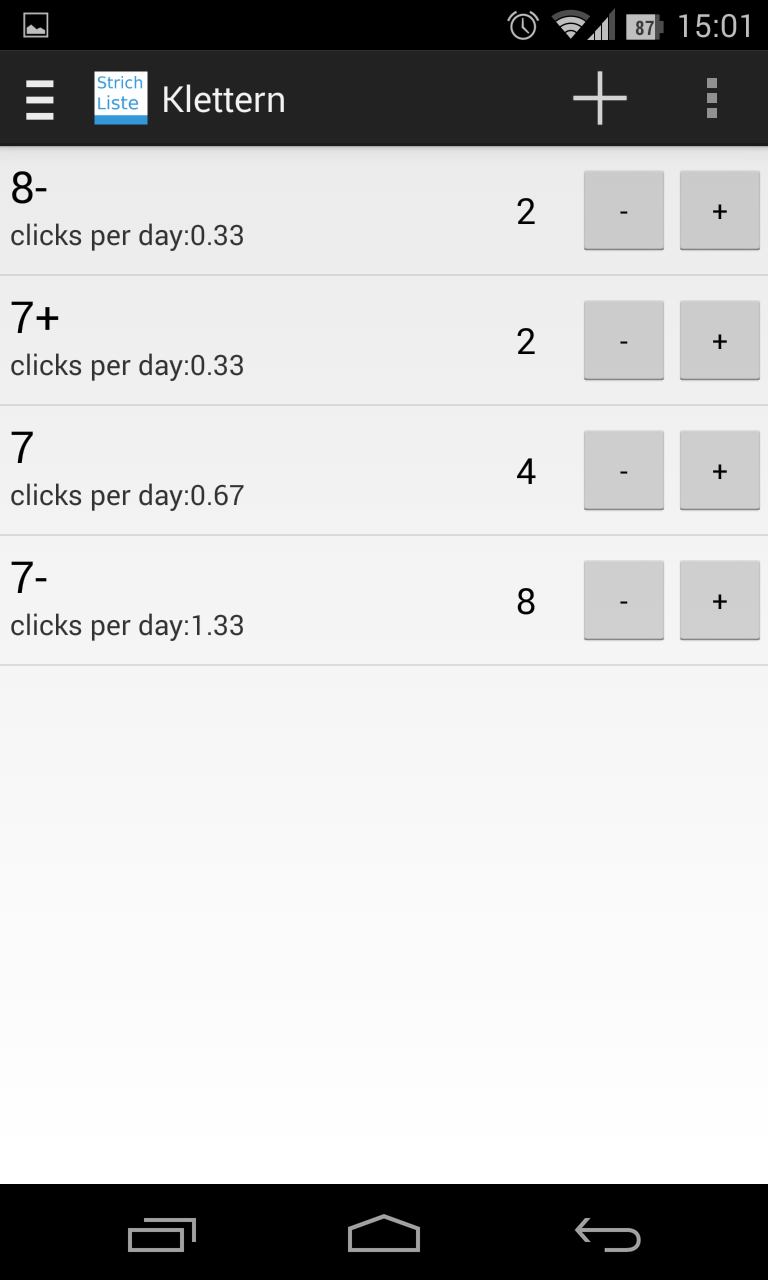 87 15:01
Strich
Liste
Klettern
8-
clicks per day:0.33
2
-
+
7+
clicks per day:0.33
2
-
+
7
clicks per day:0.67
4
-
+
7-
clicks per day:1.33
8
-
+